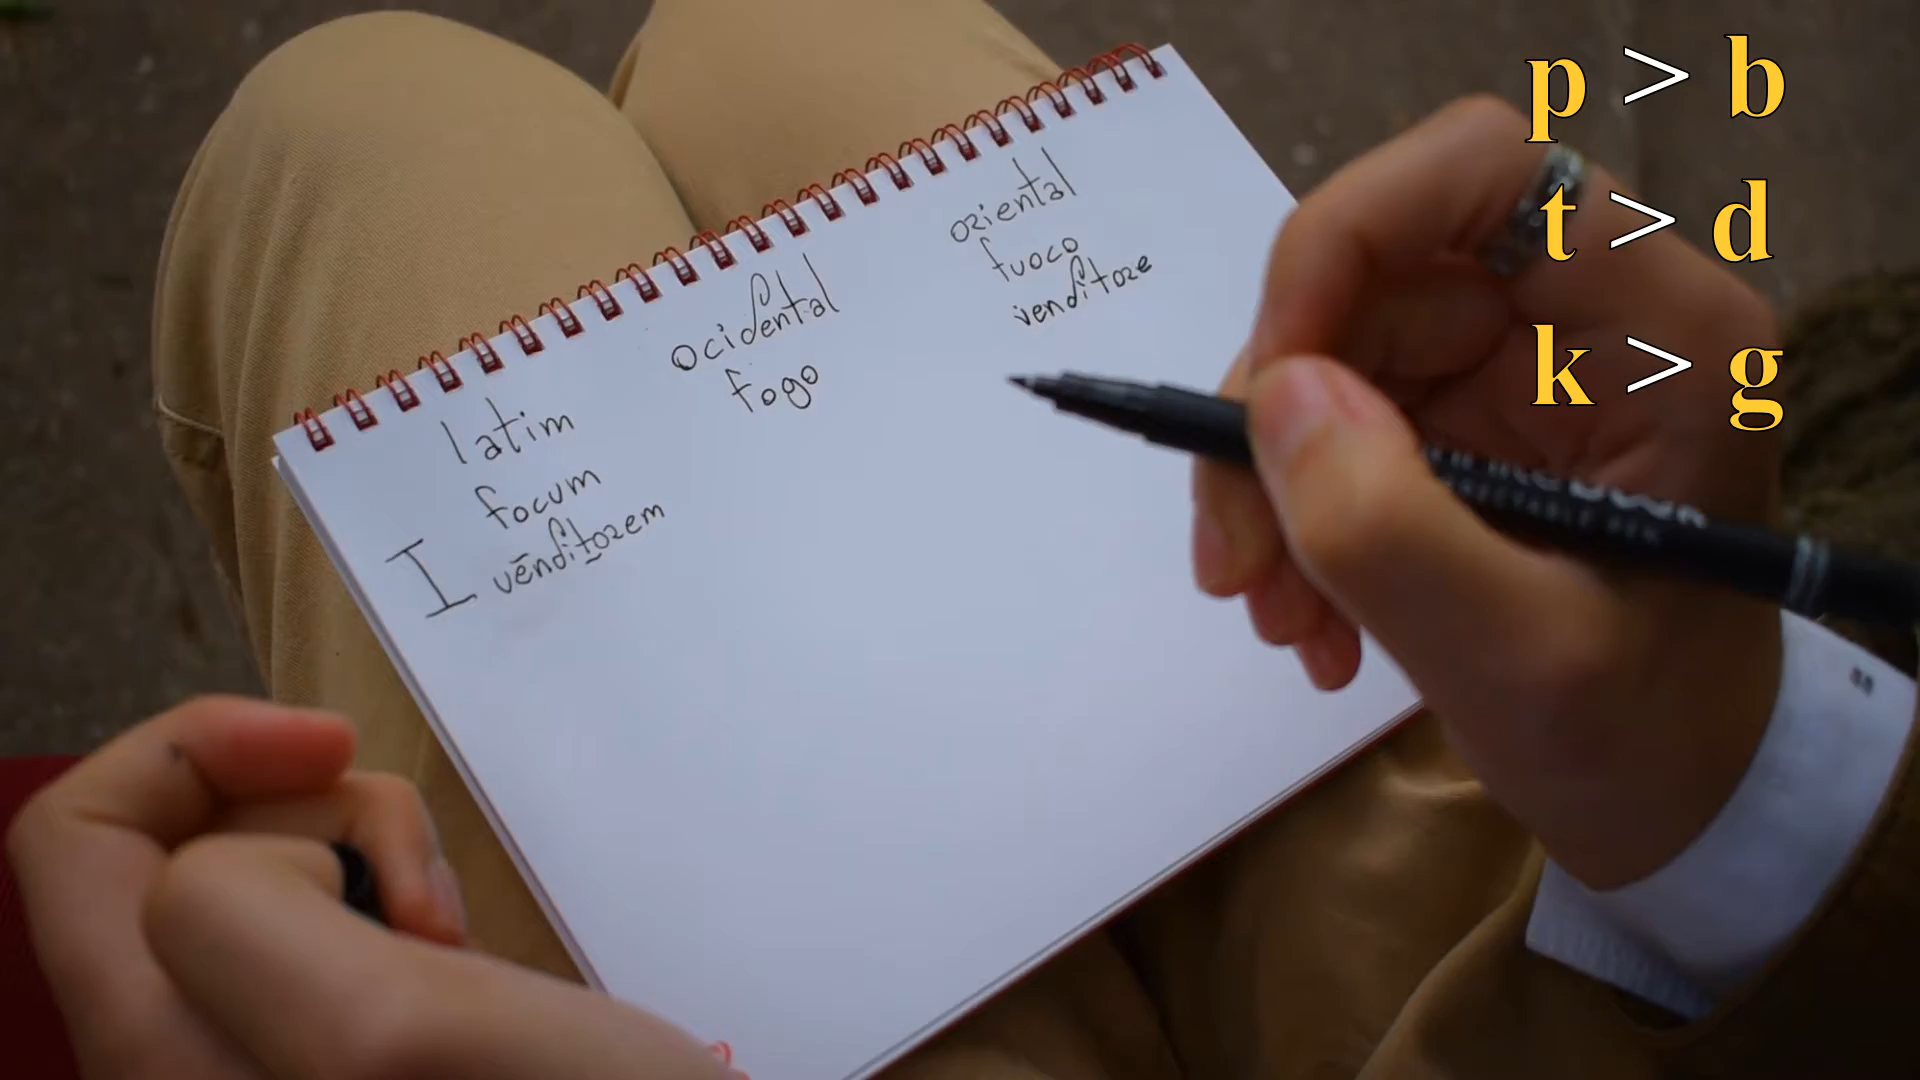 p > b
t > d
k > g
latim
ocidental
oriental
focum
fogo
fuoco
I vēnditorem
venditore